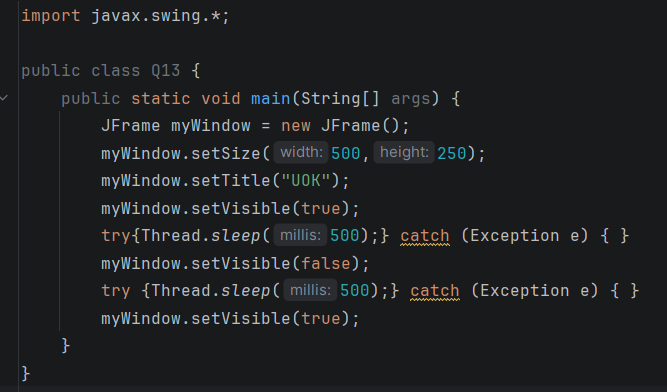 import javax.swing.*;
public class Q13 {
public static void main(String[] args) {
JFrame myWindow = new JFrame();
myWindow.setSize( width: 500, height: 250);
myWindow.setTitle("UOK");
myWindow.setVisible(true);
try{Thread.sleep( millis: 500);} catch (Exception e) { }
myWindow.setVisible(false);
try {Thread.sleep( millis: 500);} catch (Exception e) { }
myWindow.setVisible(true);
}
}